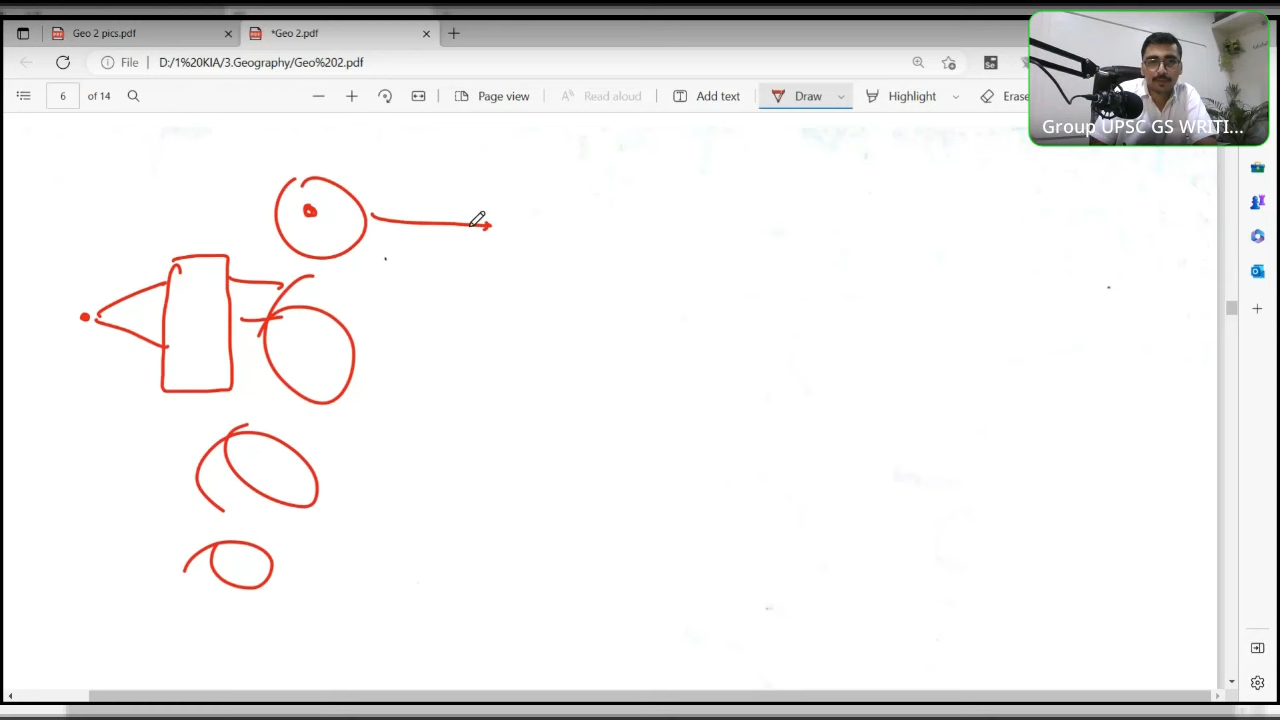 Geo 2 pics.pdf
*Geo 2.pdf
File
D:/1%20KIA/3.Geography/Geo%202.pdf
6 of 14
Page view
Read aloud
Add text
Draw
Highlight
Erase
Group UPSC GS WRITI...